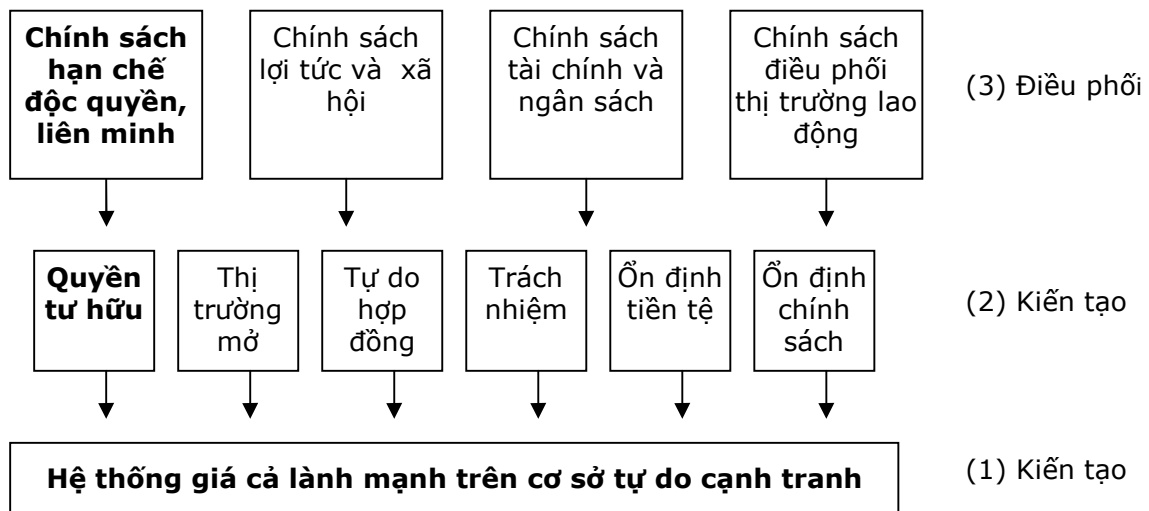 Chính sách
hạn chế
độc quyền,
liên minh
Chính sách
lợi tức và xã
hội
Chính sách
tài chính và
ngân sách
Chính sách
điều phối
thị trường lao
động
(3) Điều phối
Quyền
tư hữu
Thị
trường
mở
Tự do
hợp
đồng
Trách
nhiệm
Ổn định
tiền tệ
Ổn định
chính
sách
(2) Kiến tạo
Hệ thống giá cả lành mạnh trên cơ sở tự do cạnh tranh
(1) Kiến tạo